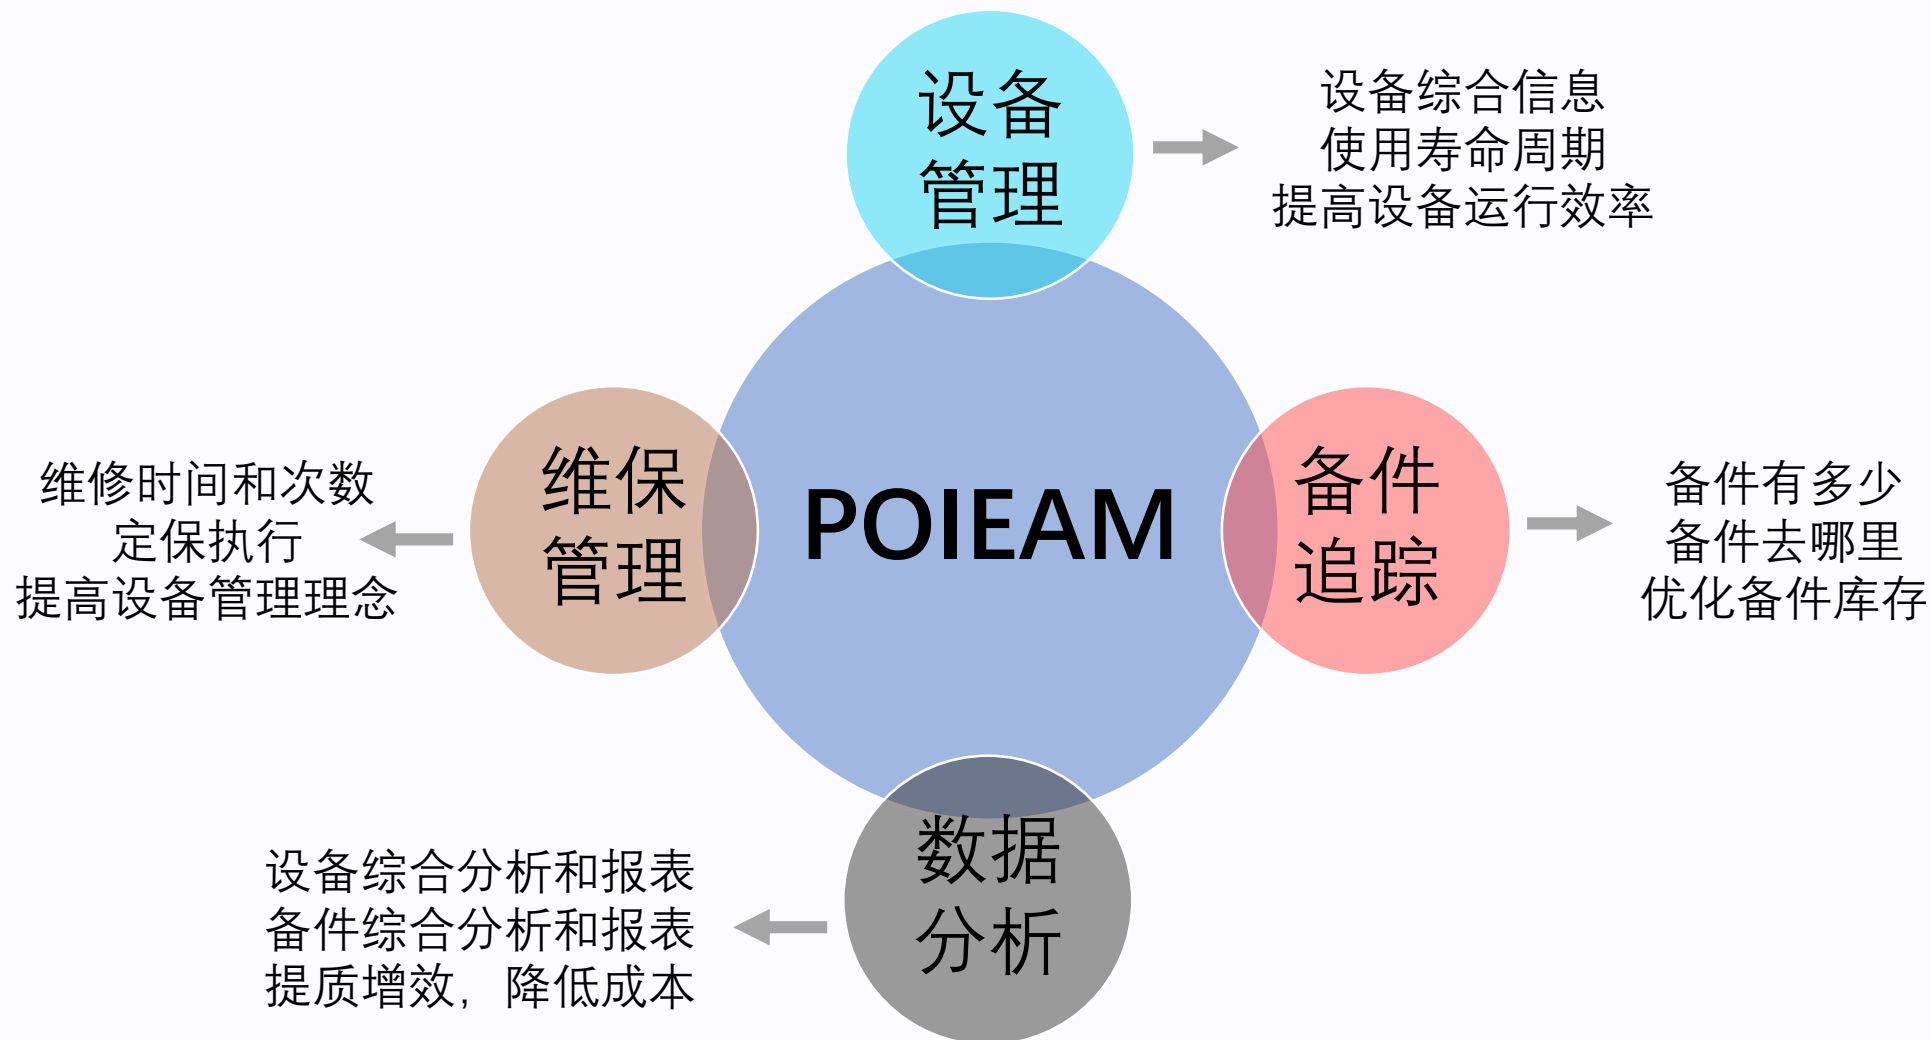 设备
管理
设备综合信息
使用寿命周期
提高设备运行效率
维修时间和次数
定保执行
提高设备管理理念
维保
管理
POIEAM
备件
追踪
备件有多少
备件去哪里
优化备件库存
设备综合分析和报表
备件综合分析和报表
提质增效，降低成本
数据
分析